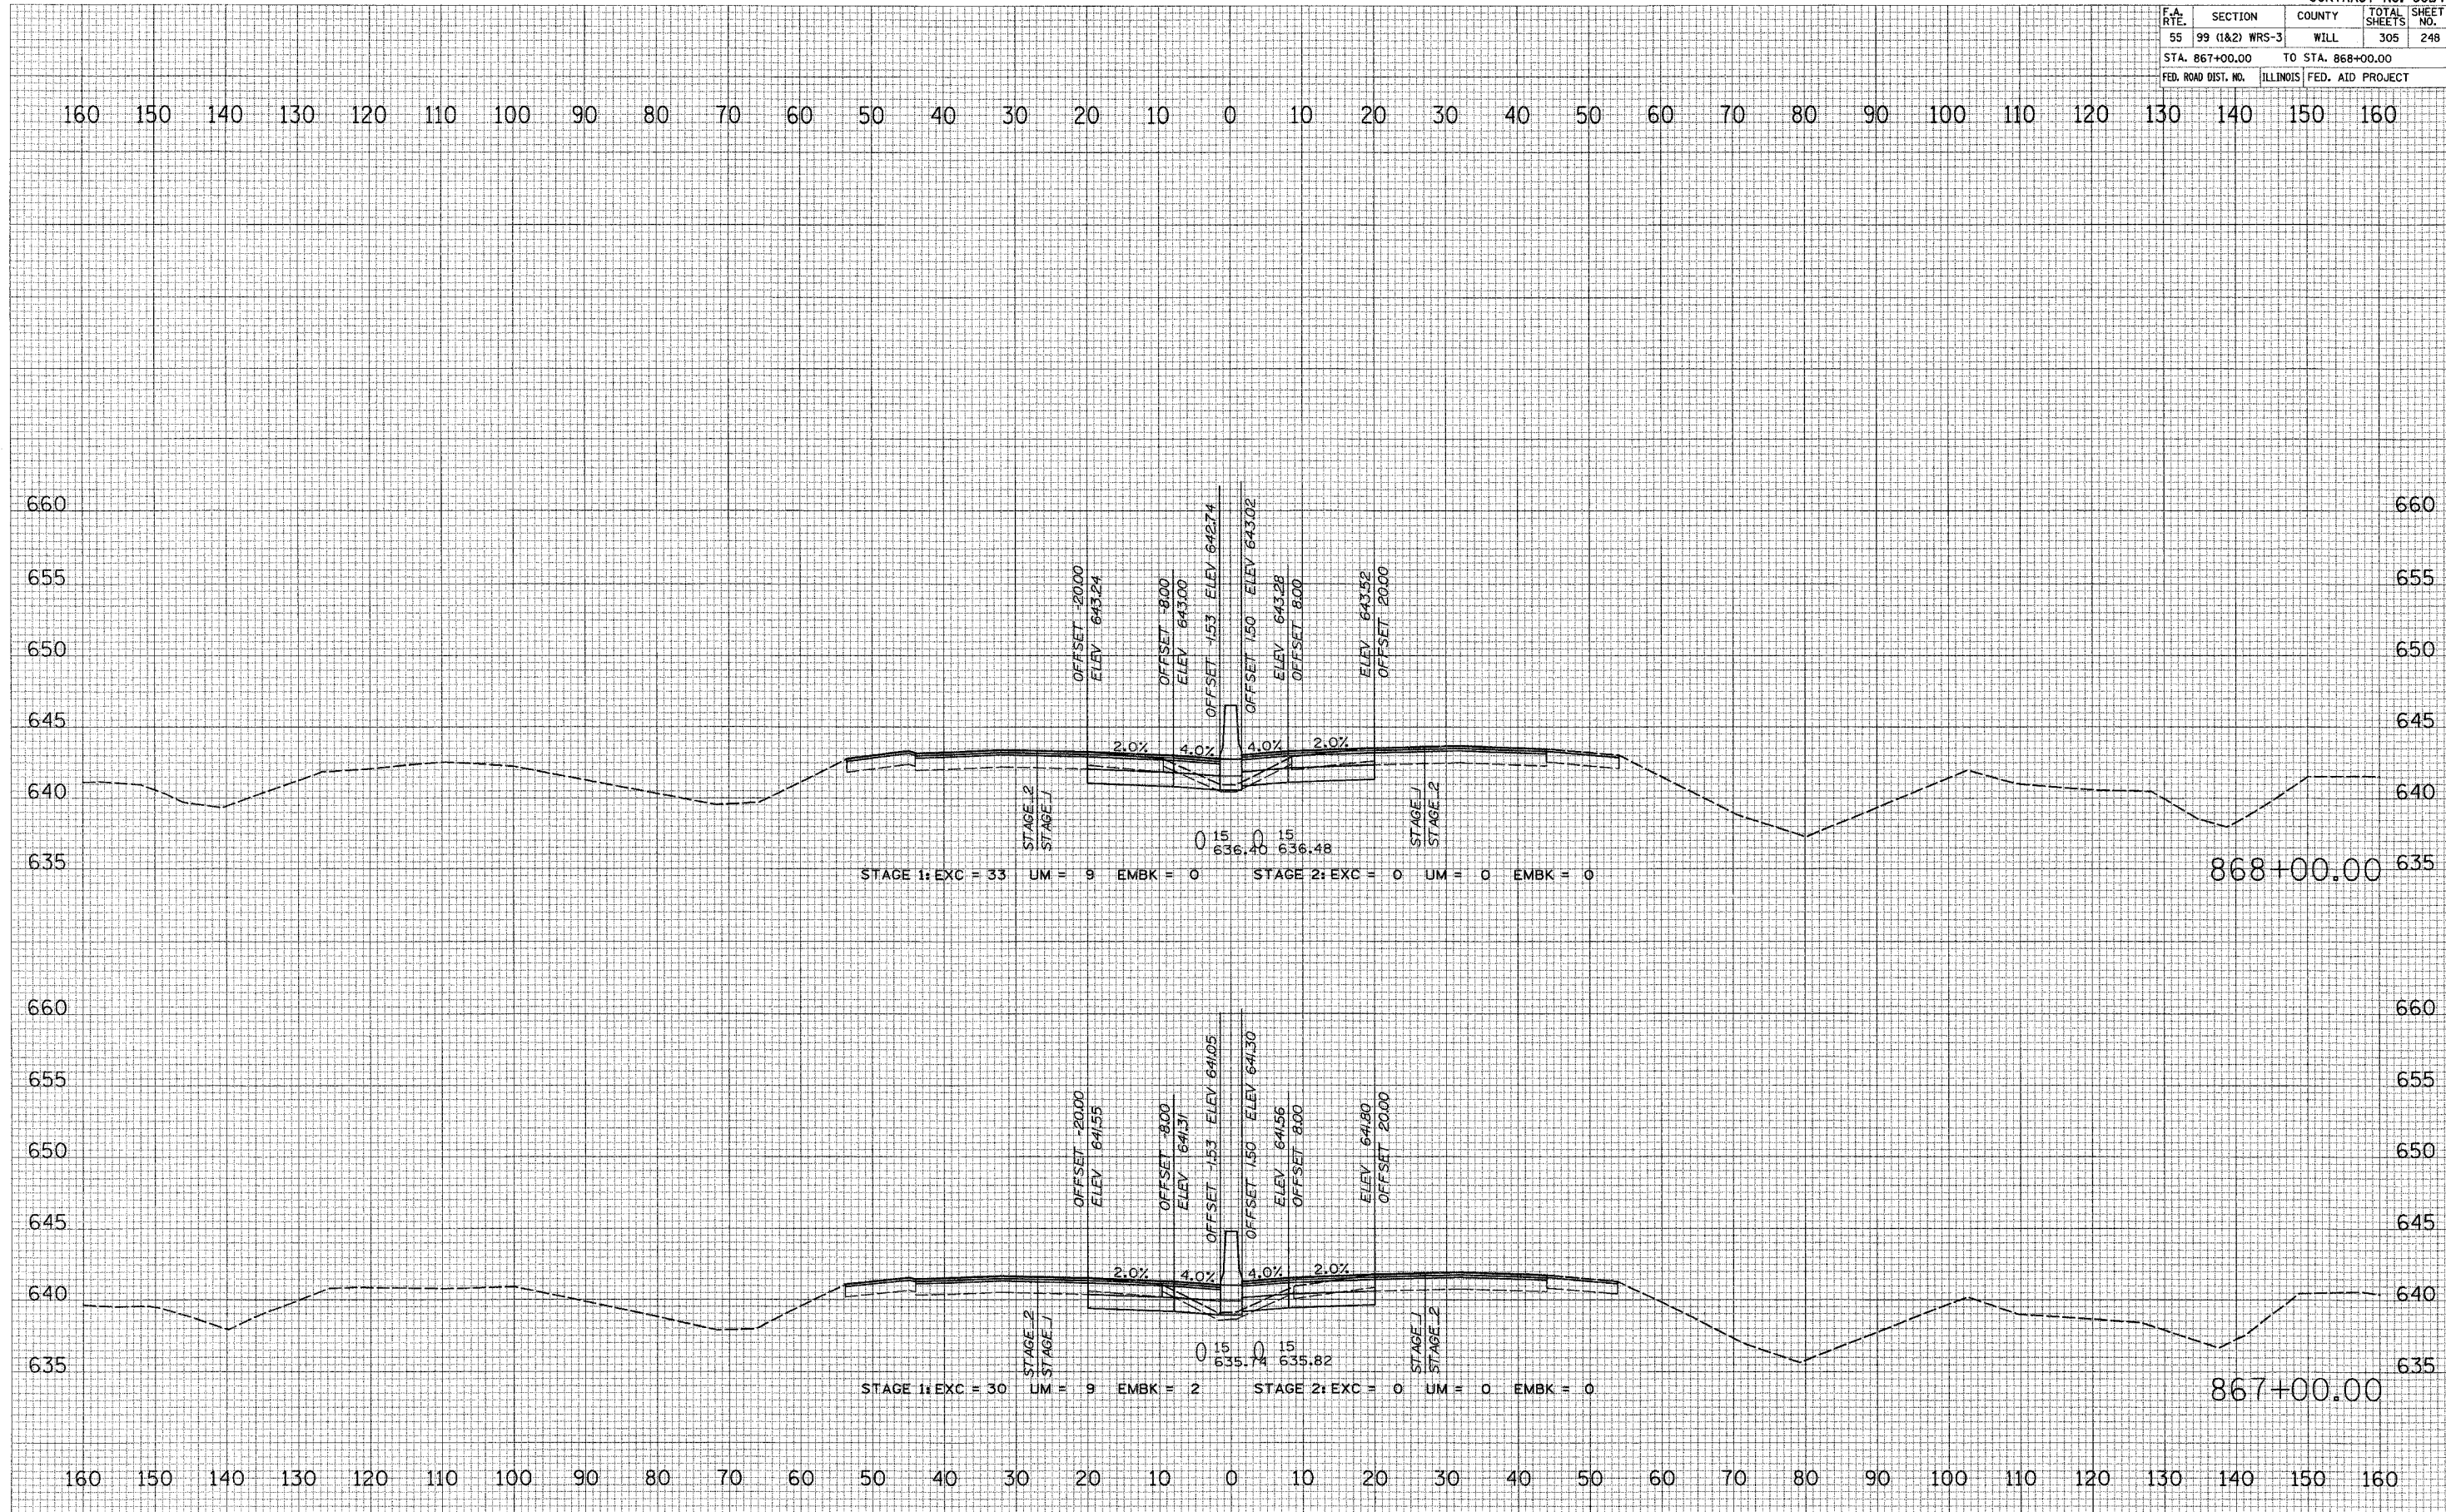 F.A. RTE. SECTION COUNTY TOTAL SHEETS SHEET NO.
55 99 (1&2) WRS-3 WILL 305 248
STA. 867+00.00 TO STA. 868+00.00
FED. ROAD DIST. NO. ILLINOIS FED. AID PROJECT
160 150 140 130 120 110 100 90 80 70 60 50 40 30 20 10 0 10 20 30 40 50 60 70 80 90 100 110 120 130 140 150 160
660 660
655 655
650 650
645 645
640 640
635 635
OFFSET -20.00
ELEV 643.24
OFFSET -8.00
ELEV 643.00
OFFSET -1.53 ELEV 642.74
OFFSET 1.50 ELEV 643.02
ELEV 643.28
OFFSET 8.00
ELEV 643.52
OFFSET 20.00
2.0% 4.0% 4.0% 2.0%
STAGE 2
STAGE 1
STAGE 1
STAGE 2
15 15
636.40 636.48
STAGE 1: EXC = 33 UM = 9 EMBK = 0 STAGE 2: EXC = 0 UM = 0 EMBK = 0
868+00.00
660 660
655 655
650 650
645 645
640 640
635 635
OFFSET -20.00
ELEV 641.55
OFFSET -8.00
ELEV 641.31
OFFSET -1.53 ELEV 641.05
OFFSET 1.50 ELEV 641.30
ELEV 641.56
OFFSET 8.00
ELEV 641.80
OFFSET 20.00
2.0% 4.0% 4.0% 2.0%
STAGE 2
STAGE 1
STAGE 1
STAGE 2
15 15
635.74 635.82
STAGE 1: EXC = 30 UM = 9 EMBK = 2 STAGE 2: EXC = 0 UM = 0 EMBK = 0
867+00.00
160 150 140 130 120 110 100 90 80 70 60 50 40 30 20 10 0 10 20 30 40 50 60 70 80 90 100 110 120 130 140 150 160